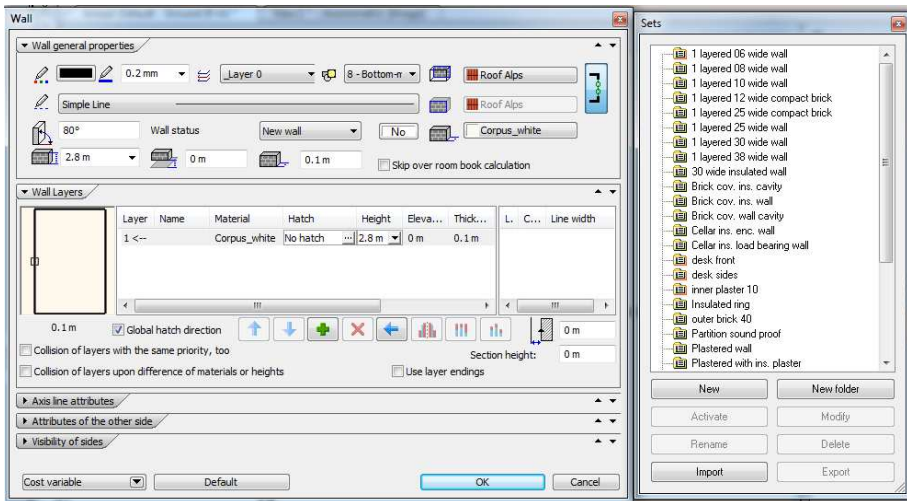 Wall
Wall general properties
0.2 mm
_Layer 0
8 - Bottom-r
Roof Alps
Simple Line
Roof Alps
80°
Wall status
New wall
No
Corpus_white
2.8 m
0 m
0.1 m
Skip over room book calculation
Wall Layers
Layer Name Material Hatch Height Eleva... Thick... L. C... Line width
1 <-- Corpus_white No hatch ... 2.8 m 0 m 0.1 m
0.1 m
Global hatch direction
0 m
Collision of layers with the same priority, too
Section height:
0 m
Collision of layers upon difference of materials or heights
Use layer endings
Axis line attributes
Attributes of the other side
Visibility of sides
Cost variable
Default
OK
Cancel
Sets
1 layered 06 wide wall
1 layered 08 wide wall
1 layered 10 wide wall
1 layered 12 wide compact brick
1 layered 25 wide compact brick
1 layered 25 wide wall
1 layered 30 wide wall
1 layered 38 wide wall
30 wide insulated wall
Brick cov. ins. cavity
Brick cov. ins. wall
Brick cov. wall cavity
Cellar ins. enc. wall
Cellar ins. load bearing wall
desk front
desk sides
inner plaster 10
Insulated ring
outer brick 40
Partition sound proof
Plastered wall
Plastered with ins. plaster
New
New folder
Activate
Modify
Rename
Delete
Import
Export